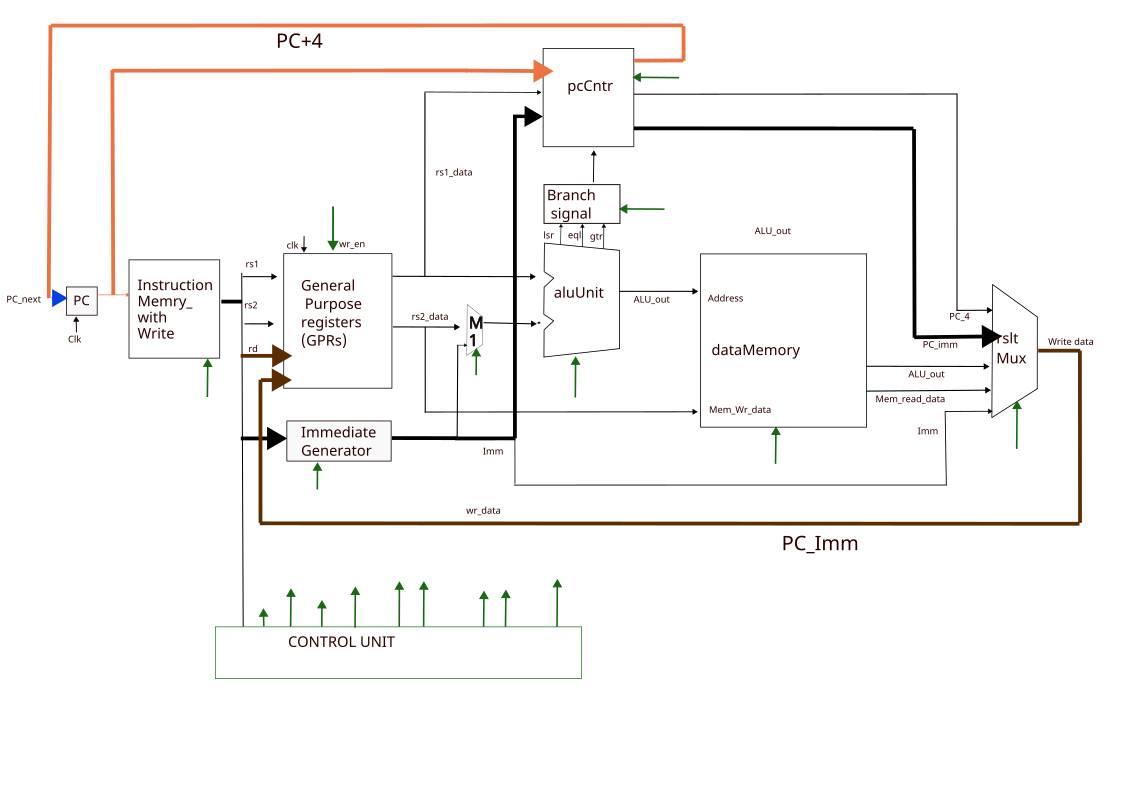 PC+4
pcCntr
rs1_data
Branch
signal
lsr
eql
gtr
ALU_out
clk
wr_en
rs1
rs2
rd
PC_next
PC
Clk
Instruction
Memry_
with
Write
General
Purpose
registers
(GPRs)
rs2_data
M
1
aluUnit
ALU_out
Address
dataMemory
Mem_Wr_data
PC_4
PC_imm
ALU_out
Mem_read_data
Imm
rslt
Mux
Write data
Immediate
Generator
Imm
wr_data
PC_Imm
CONTROL UNIT